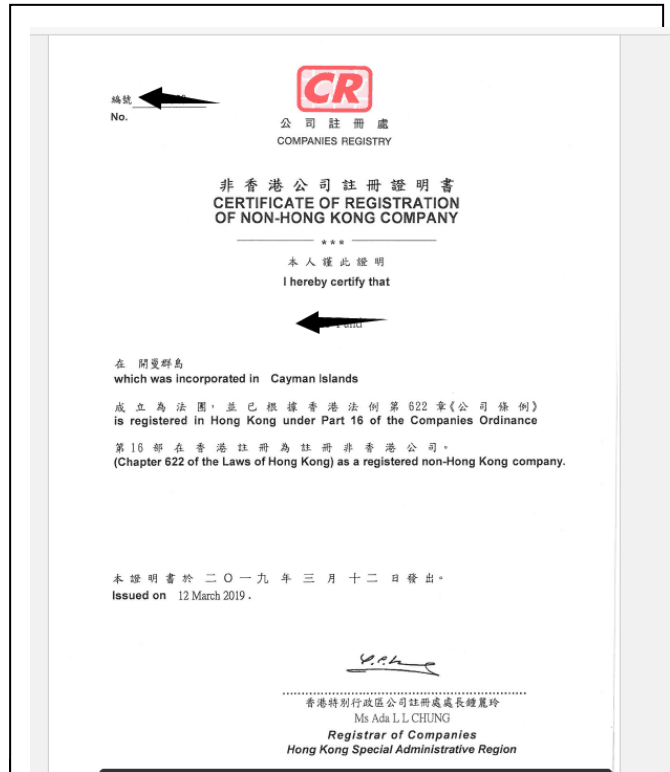 編號
No.
CR
公司註冊處
COMPANIES REGISTRY
非香港公司註冊證明書
CERTIFICATE OF REGISTRATION
OF NON-HONG KONG COMPANY
***
本人謹此證明
I hereby certify that
Fund
在 開曼群島
which was incorporated in Cayman Islands
成立為法團，並已根據香港法例第622章《公司條例》
is registered in Hong Kong under Part 16 of the Companies Ordinance
第16部在香港註冊為註冊非香港公司。
(Chapter 622 of the Laws of Hong Kong) as a registered non-Hong Kong company.
本證明書於二〇一九年三月十二日發出。
Issued on 12 March 2019.
香港特別行政區公司註冊處處長鍾麗玲
Ms Ada L L CHUNG
Registrar of Companies
Hong Kong Special Administrative Region